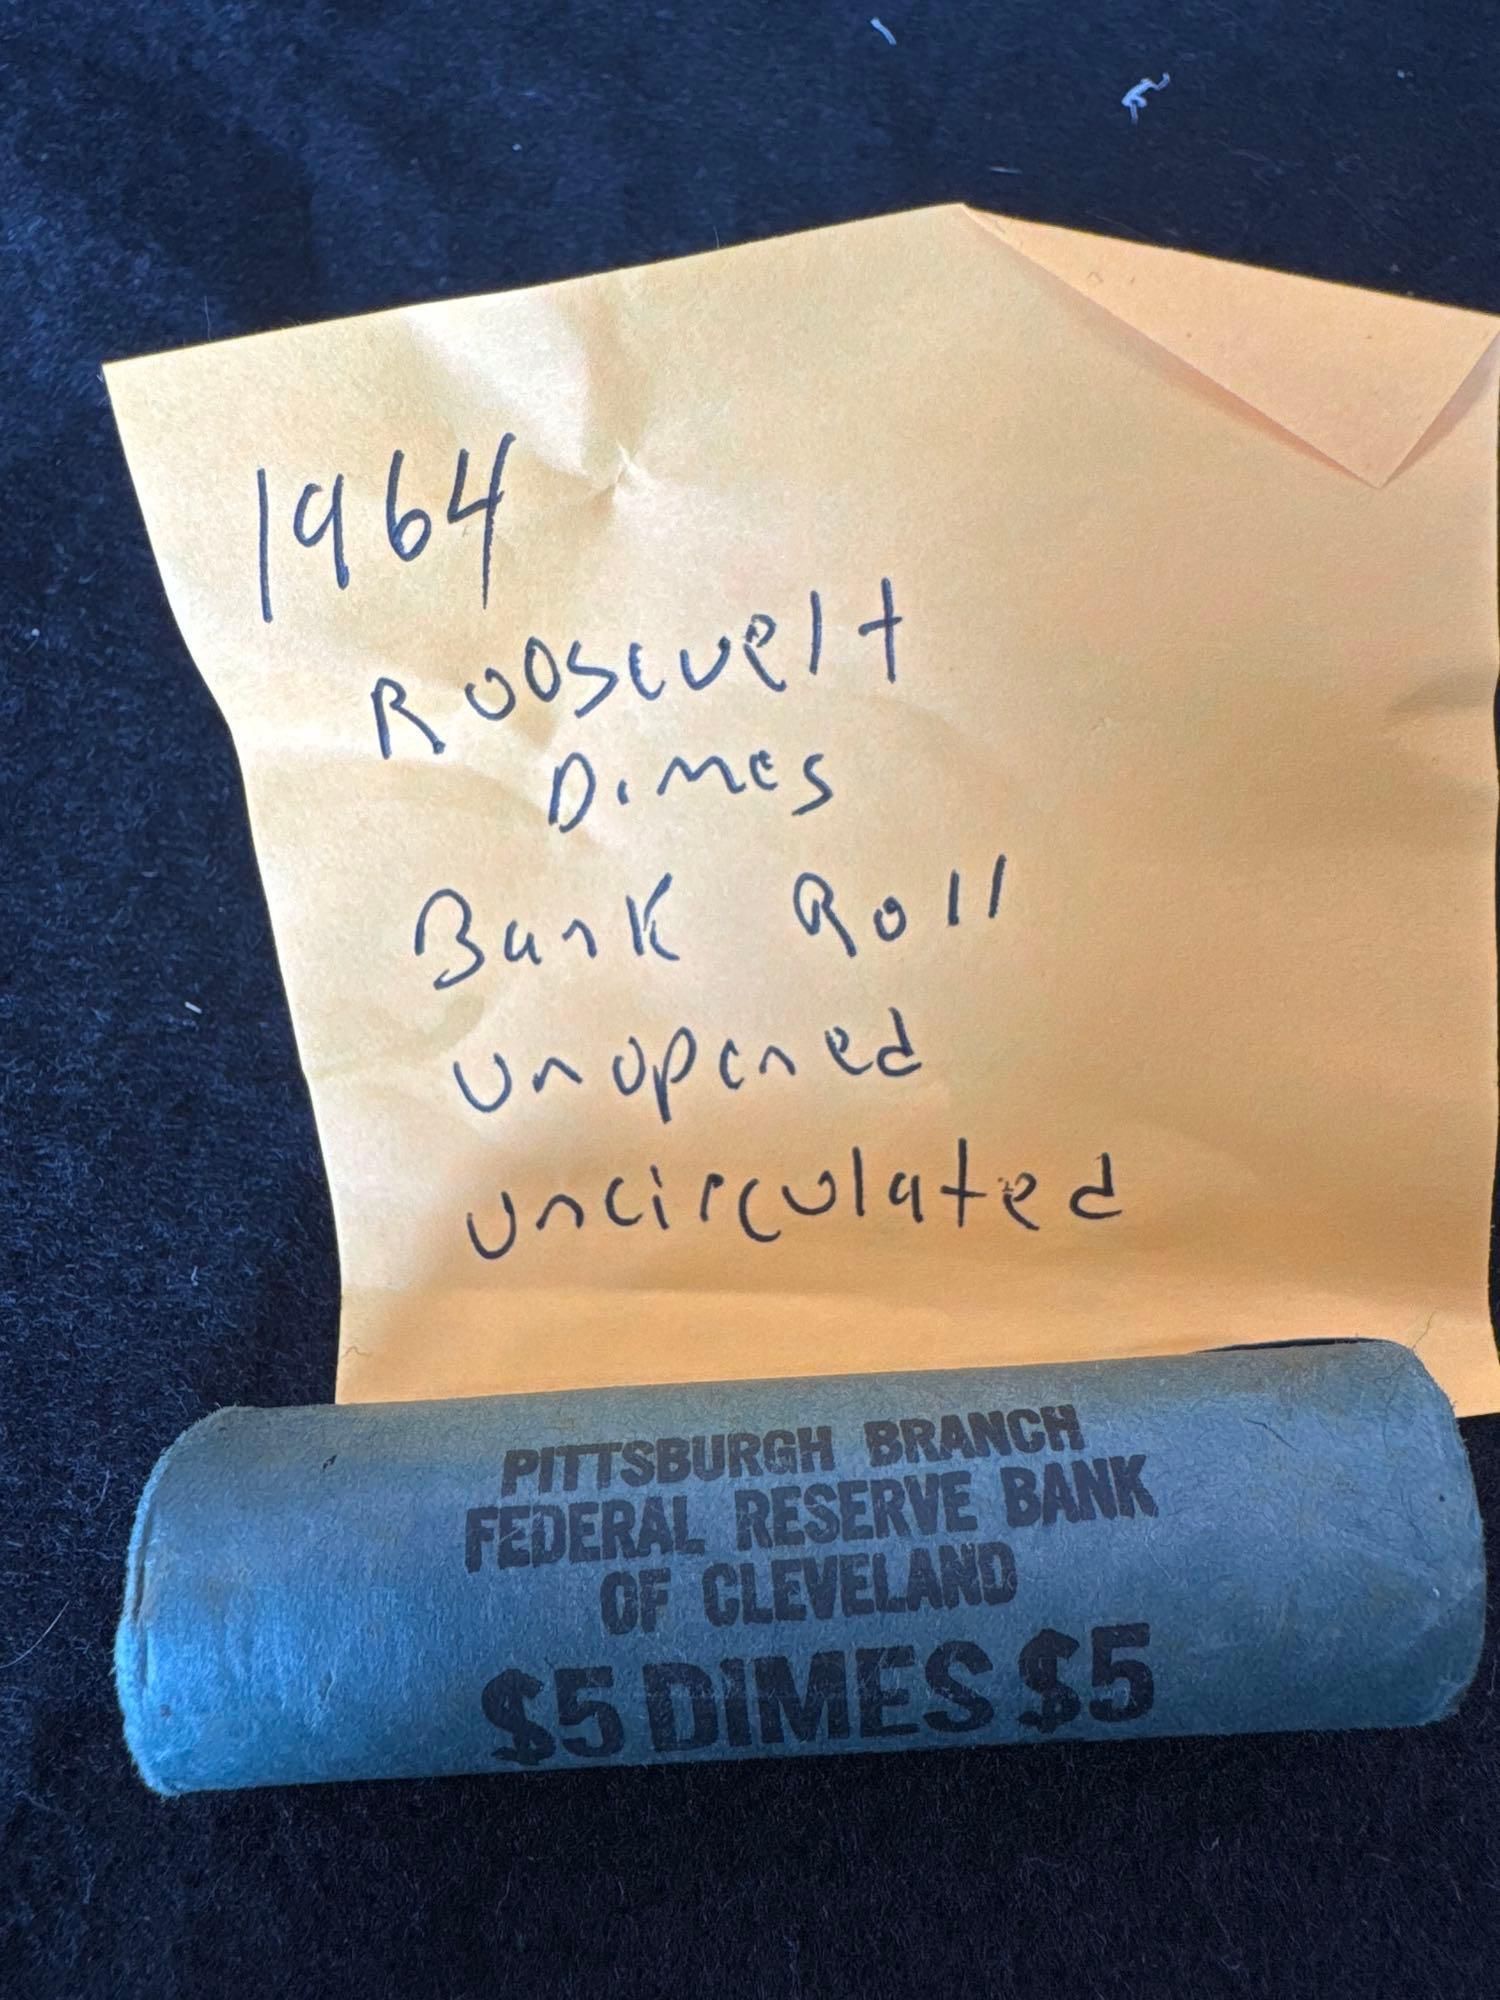 1964
Roosevelt
Dimes
Bank Roll
unopened
uncirculated
PITTSBURGH BRANCH
FEDERAL RESERVE BANK
OF CLEVELAND
$5 DIMES $5